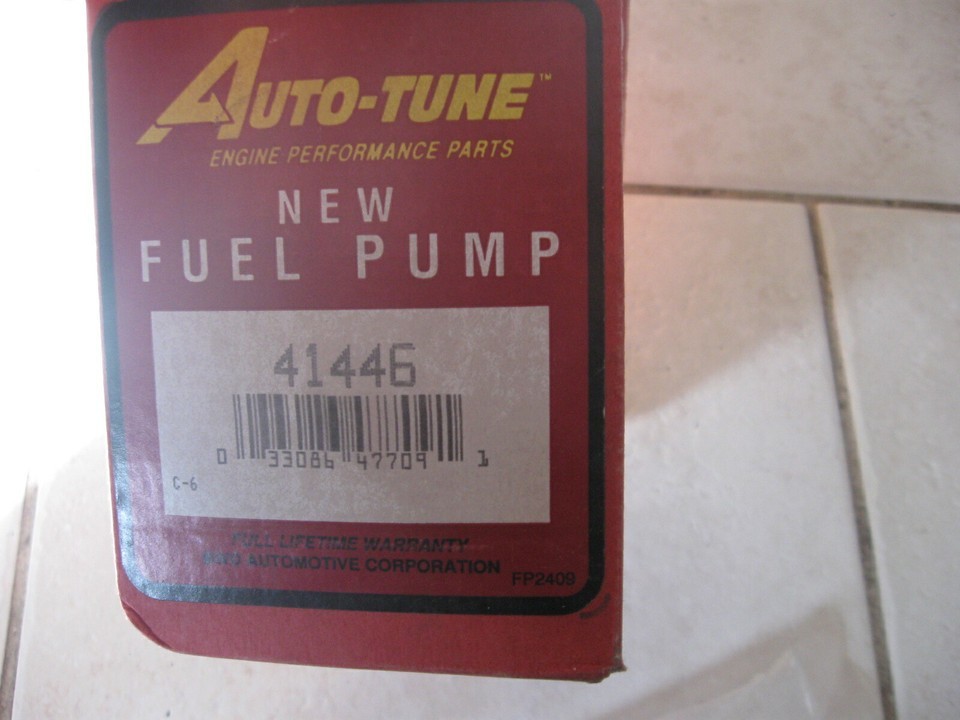 AUTO-TUNE™
ENGINE PERFORMANCE PARTS
NEW
FUEL PUMP
41446
0 33086 47709 1
C-6
FULL LIFETIME WARRANTY
AUTOMOTIVE CORPORATION
FP2409